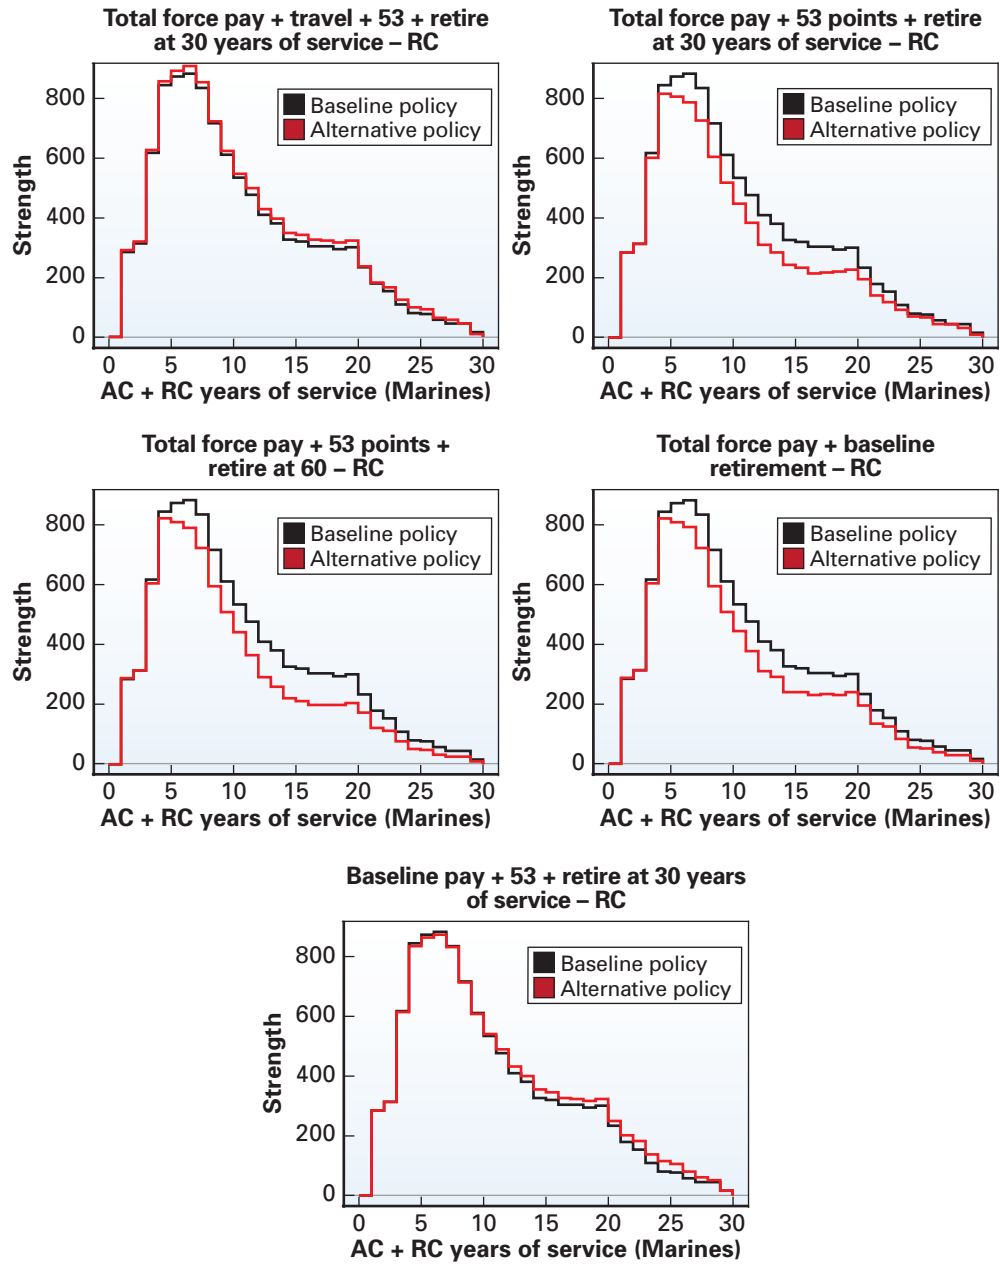 Total force pay + travel + 53 + retire
at 30 years of service – RC
800
600
400
200
0
Strength
Baseline policy
Alternative policy
0 5 10 15 20 25 30
AC + RC years of service (Marines)
Total force pay + 53 points + retire
at 30 years of service – RC
800
600
400
200
0
Strength
Baseline policy
Alternative policy
0 5 10 15 20 25 30
AC + RC years of service (Marines)
Total force pay + 53 points +
retire at 60 – RC
800
600
400
200
0
Strength
Baseline policy
Alternative policy
0 5 10 15 20 25 30
AC + RC years of service (Marines)
Total force pay + baseline
retirement – RC
800
600
400
200
0
Strength
Baseline policy
Alternative policy
0 5 10 15 20 25 30
AC + RC years of service (Marines)
Baseline pay + 53 + retire at 30 years
of service – RC
800
600
400
200
0
Strength
Baseline policy
Alternative policy
0 5 10 15 20 25 30
AC + RC years of service (Marines)